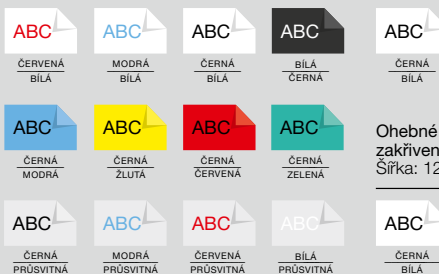 ABC ABC ABC ABC ABC
ČERVENÁ MODRÁ ČERNÁ BÍLÁ ČERNÁ
BÍLÁ BÍLÁ BÍLÁ ČERNÁ BÍLÁ
ABC ABC ABC ABC
ČERNÁ ČERNÁ ČERNÁ ČERNÁ
MODRÁ ŽLUTÁ ČERVENÁ ZELENÁ
Ohebné
zakřiven
Šířka: 12
ABC ABC ABC ABC ABC
ČERNÁ MODRÁ ČERVENÁ BÍLÁ ČERNÁ
PRŮSVITNÁ PRŮSVITNÁ PRŮSVITNÁ PRŮSVITNÁ BÍLÁ